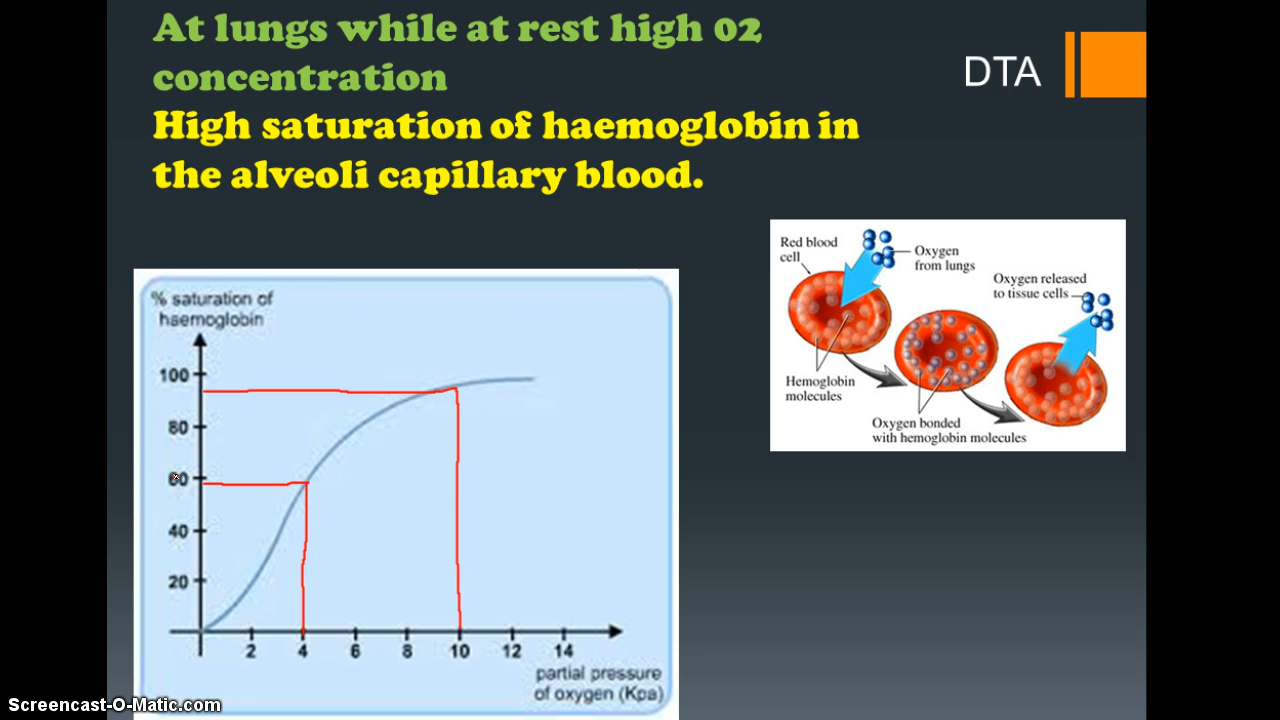 At lungs while at rest high 02
concentration
High saturation of haemoglobin in
the alveoli capillary blood.
DTA
% saturation of
haemoglobin
100
80
60
40
20
2 4 6 8 10 12 14
partial pressure
of oxygen (Kpa)
Red blood
cell
Oxygen
from lungs
Oxygen released
to tissue cells
Hemoglobin
molecules
Oxygen bonded
with hemoglobin molecules
Screencast-O-Matic.com